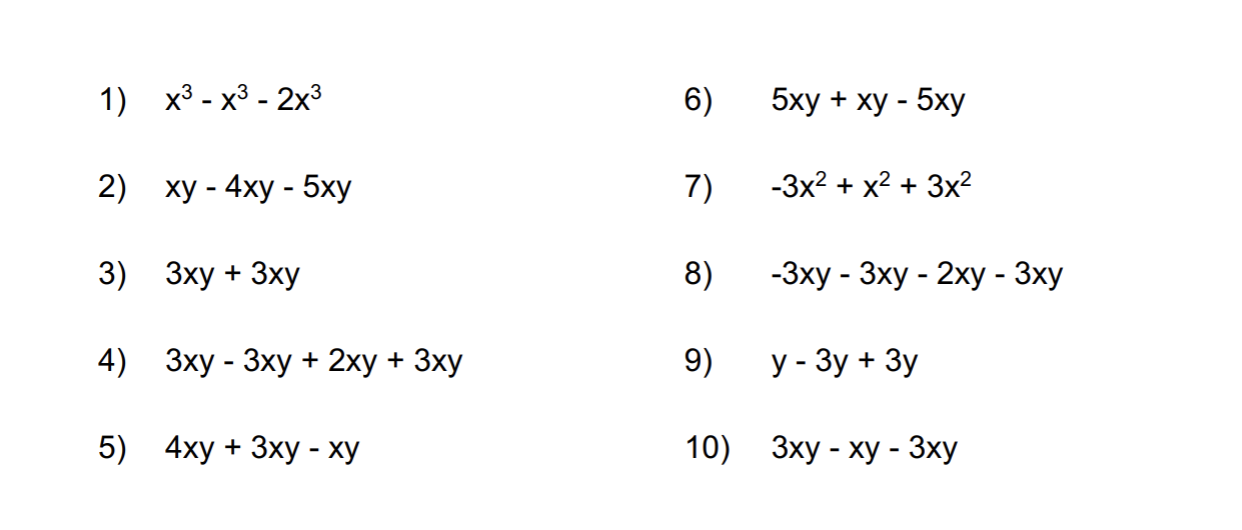 1) x³ - x³ - 2x³
2) xy - 4xy - 5xy
3) 3xy + 3xy
4) 3xy - 3xy + 2xy + 3xy
5) 4xy + 3xy - xy
6) 5xy + xy - 5xy
7) -3x² + x² + 3x²
8) -3xy - 3xy - 2xy - 3xy
9) y - 3y + 3y
10) 3xy - xy - 3xy